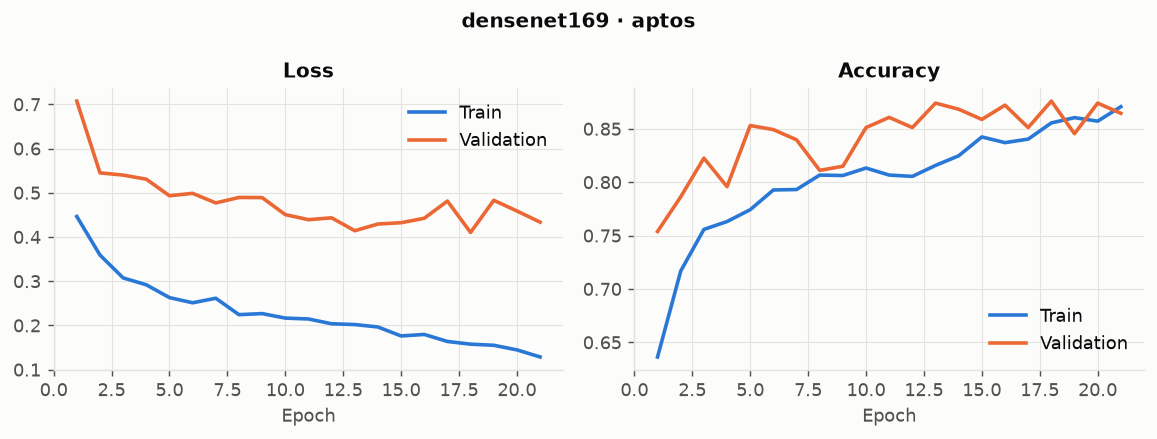 densenet169 · aptos
Loss
Train
Validation
0.7
0.6
0.5
0.4
0.3
0.2
0.1
0.0 2.5 5.0 7.5 10.0 12.5 15.0 17.5 20.0
Epoch
Accuracy
0.85
0.80
0.75
0.70
0.65
Train
Validation
0.0 2.5 5.0 7.5 10.0 12.5 15.0 17.5 20.0
Epoch